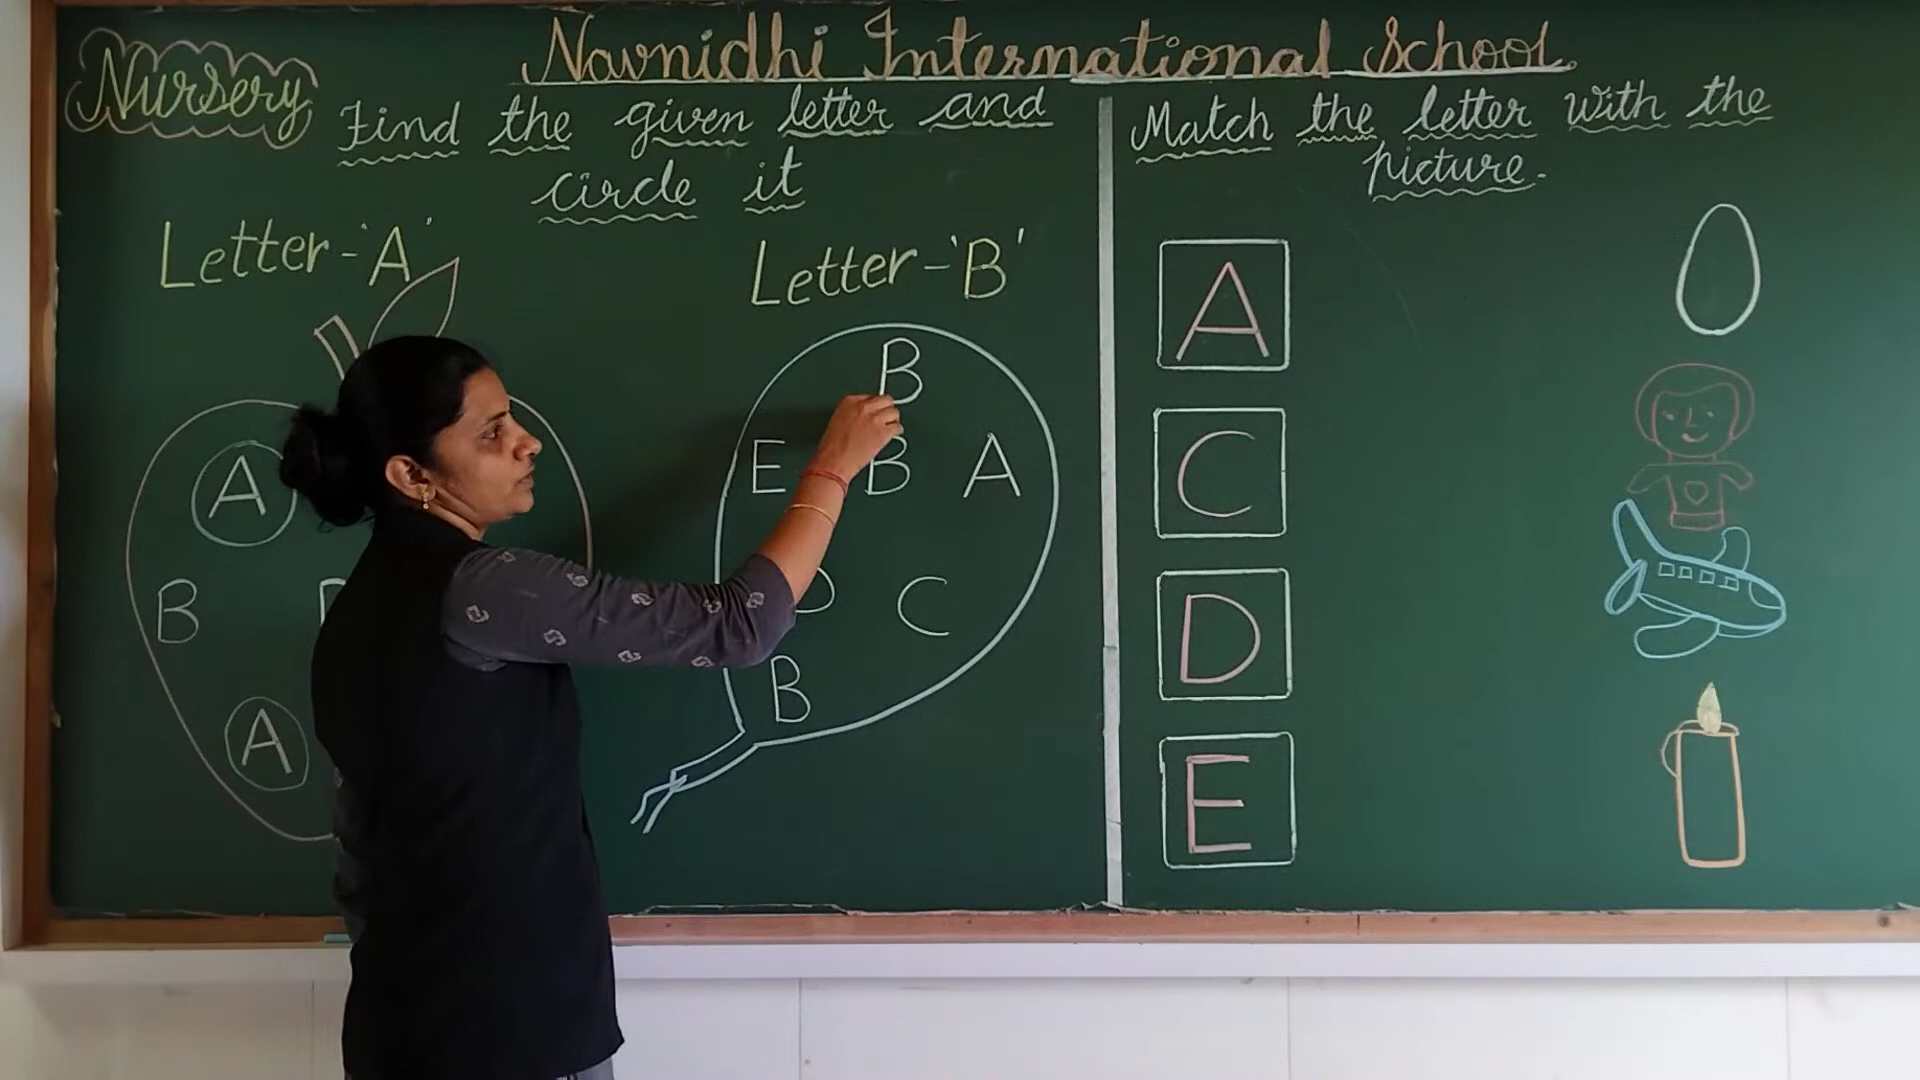 Nursery
Navnidhi International School.
Find the given letter and
circle it
Letter-'A'
A
B
A
Letter-'B'
B
E B A
D C
B
Match the letter with the
picture.
A
C
D
E